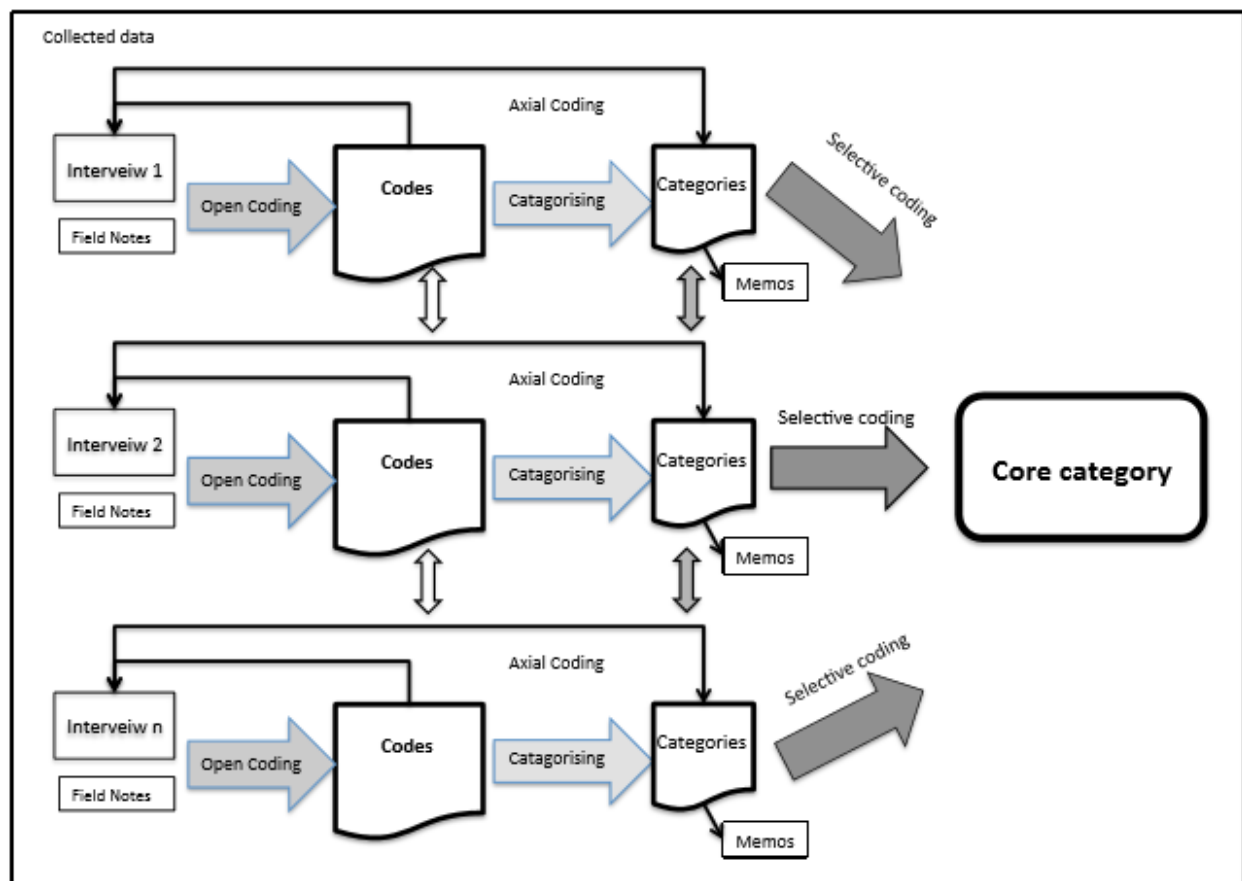 Collected data
Axial Coding
Interveiw 1
Field Notes
Open Coding
Codes
Catagorising
Categories
Memos
Selective coding
Axial Coding
Interveiw 2
Field Notes
Open Coding
Codes
Catagorising
Categories
Memos
Selective coding
Core category
Axial Coding
Interveiw n
Field Notes
Open Coding
Codes
Catagorising
Categories
Memos
Selective coding